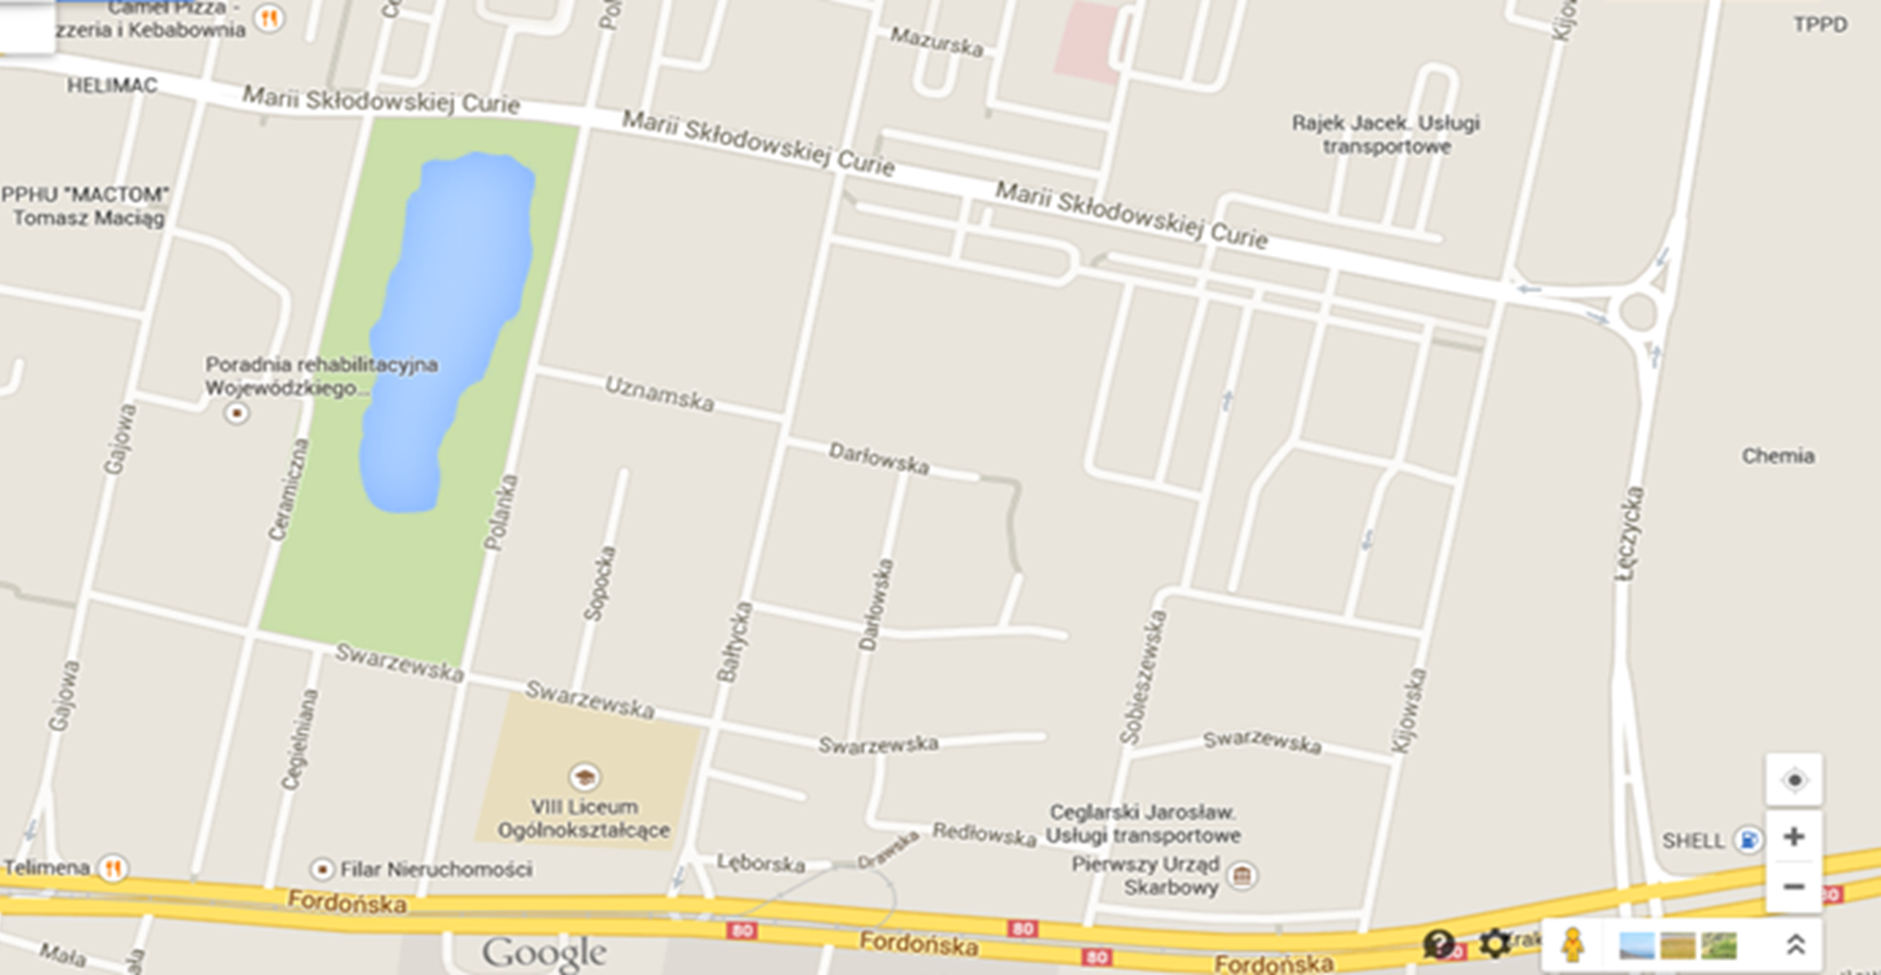 Camel Pizza -
zzeria i Kebabownia
Mazurska
TPPD
HELIMAC
Marii Skłodowskiej Curie
Marii Skłodowskiej Curie
Rajek Jacek. Usługi
transportowe
Marii Skłodowskiej Curie
PPHU "MACTOM"
Tomasz Maciąg
Poradnia rehabilitacyjna
Wojewódzkiego...
Uznamska
Gajowa
Ceramiczna
Polanka
Darłowska
Chemia
Łęczycka
Sopocka
Darłowska
Bałtycka
Sobieszewska
Kijowska
Gajowa
Swarzewska
Swarzewska
Cegielniana
Swarzewska
Swarzewska
VIII Liceum
Ogólnokształcące
Ceglarski Jarosław.
Usługi transportowe
Redłowska
Drawska
Lęborska
Pierwszy Urząd
Skarbowy
SHELL
Telimena
Filar Nieruchomości
Fordońska
80
80
80
Fordońska
Fordońska
Mała
Google